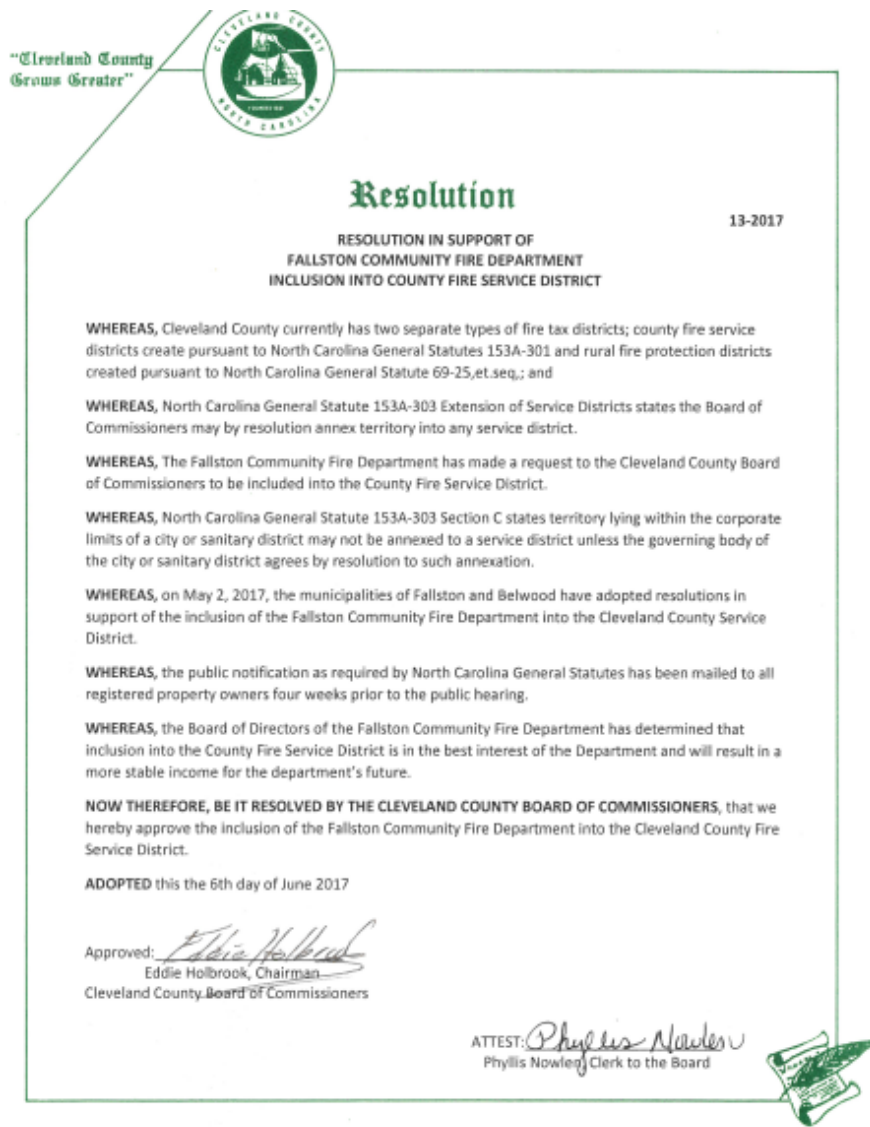 "Cleveland County
Grows Greater"
CLEVELAND COUNTY
NORTH CAROLINA
Resolution
13-2017
RESOLUTION IN SUPPORT OF
FALLSTON COMMUNITY FIRE DEPARTMENT
INCLUSION INTO COUNTY FIRE SERVICE DISTRICT
WHEREAS, Cleveland County currently has two separate types of fire tax districts; county fire service
districts create pursuant to North Carolina General Statutes 153A-301 and rural fire protection districts
created pursuant to North Carolina General Statute 69-25,et.seq,; and
WHEREAS, North Carolina General Statute 153A-303 Extension of Service Districts states the Board of
Commissioners may by resolution annex territory into any service district.
WHEREAS, The Fallston Community Fire Department has made a request to the Cleveland County Board
of Commissioners to be included into the County Fire Service District.
WHEREAS, North Carolina General Statute 153A-303 Section C states territory lying within the corporate
limits of a city or sanitary district may not be annexed to a service district unless the governing body of
the city or sanitary district agrees by resolution to such annexation.
WHEREAS, on May 2, 2017, the municipalities of Fallston and Belwood have adopted resolutions in
support of the inclusion of the Fallston Community Fire Department into the Cleveland County Service
District.
WHEREAS, the public notification as required by North Carolina General Statutes has been mailed to all
registered property owners four weeks prior to the public hearing.
WHEREAS, the Board of Directors of the Fallston Community Fire Department has determined that
inclusion into the County Fire Service District is in the best interest of the Department and will result in a
more stable income for the department's future.
NOW THEREFORE, BE IT RESOLVED BY THE CLEVELAND COUNTY BOARD OF COMMISSIONERS, that we
hereby approve the inclusion of the Fallston Community Fire Department into the Cleveland County Fire
Service District.
ADOPTED this the 6th day of June 2017
Approved: Eddie Holbrook
Eddie Holbrook, Chairman
Cleveland County Board of Commissioners
ATTEST: Phyllis Nowlen
Phyllis Nowlen, Clerk to the Board